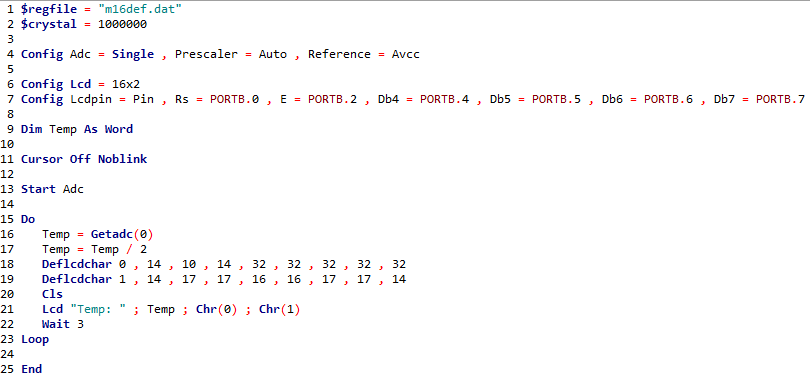 1 $regfile = "m16def.dat"
2 $crystal = 1000000
3
4 Config Adc = Single , Prescaler = Auto , Reference = Avcc
5
6 Config Lcd = 16x2
7 Config Lcdpin = Pin , Rs = PORTB.0 , E = PORTB.2 , Db4 = PORTB.4 , Db5 = PORTB.5 , Db6 = PORTB.6 , Db7 = PORTB.7
8
9 Dim Temp As Word
10
11 Cursor Off Noblink
12
13 Start Adc
14
15 Do
16    Temp = Getadc(0)
17    Temp = Temp / 2
18    Deflcdchar 0 , 14 , 10 , 14 , 32 , 32 , 32 , 32 , 32
19    Deflcdchar 1 , 14 , 17 , 17 , 16 , 16 , 17 , 17 , 14
20    Cls
21    Lcd "Temp: " ; Temp ; Chr(0) ; Chr(1)
22    Wait 3
23 Loop
24
25 End